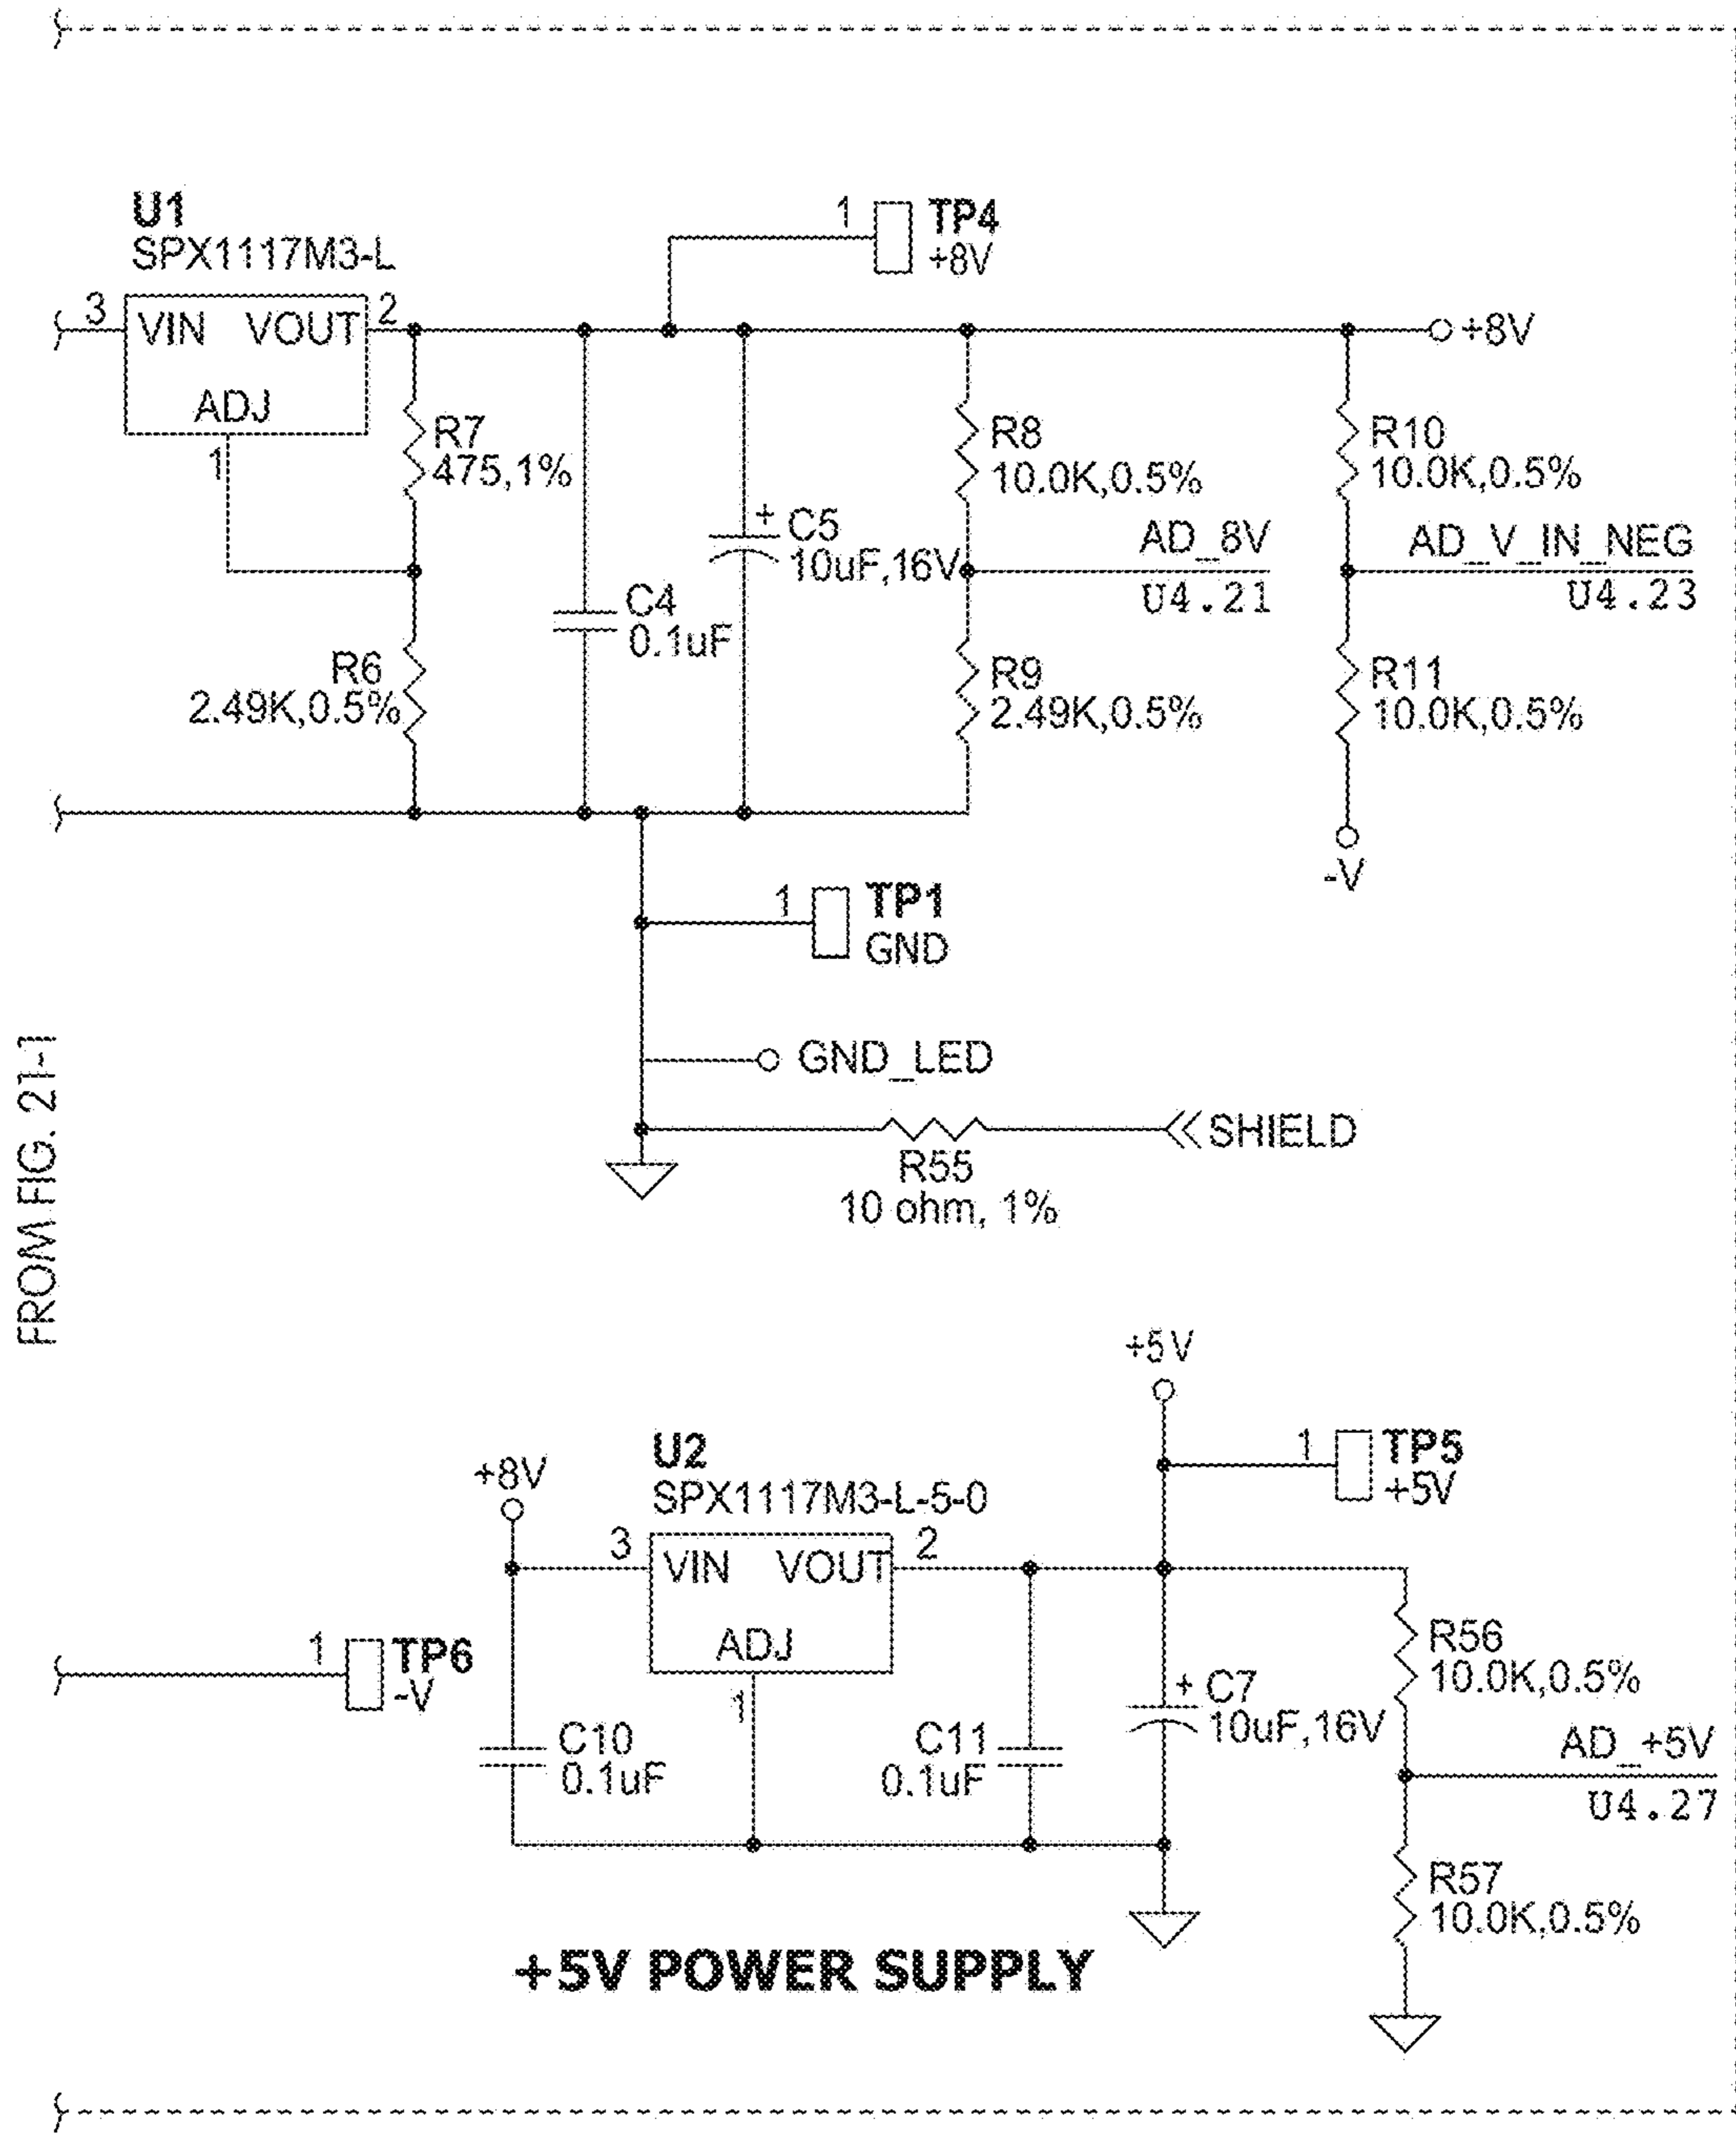 U1
SPX1117M3-L
3
VIN
VOUT
2
ADJ
1
1
TP4
+8V
+8V
R7
475,1%
R6
2.49K,0.5%
C4
0.1uF
+
C5
10uF,16V
R8
10.0K,0.5%
AD_8V
U4.21
R9
2.49K,0.5%
R10
10.0K,0.5%
AD_V_IN_NEG
U4.23
R11
10.0K,0.5%
-V
1
TP1
GND
GND_LED
SHIELD
R55
10 ohm, 1%
FROM FIG. 21-1
+5V
1
TP5
+5V
+8V
U2
SPX1117M3-L-5-0
3
VIN
VOUT
2
ADJ
1
1
TP6
-V
C10
0.1uF
C11
0.1uF
+
C7
10uF,16V
R56
10.0K,0.5%
AD_+5V
U4.27
R57
10.0K,0.5%
+5V POWER SUPPLY